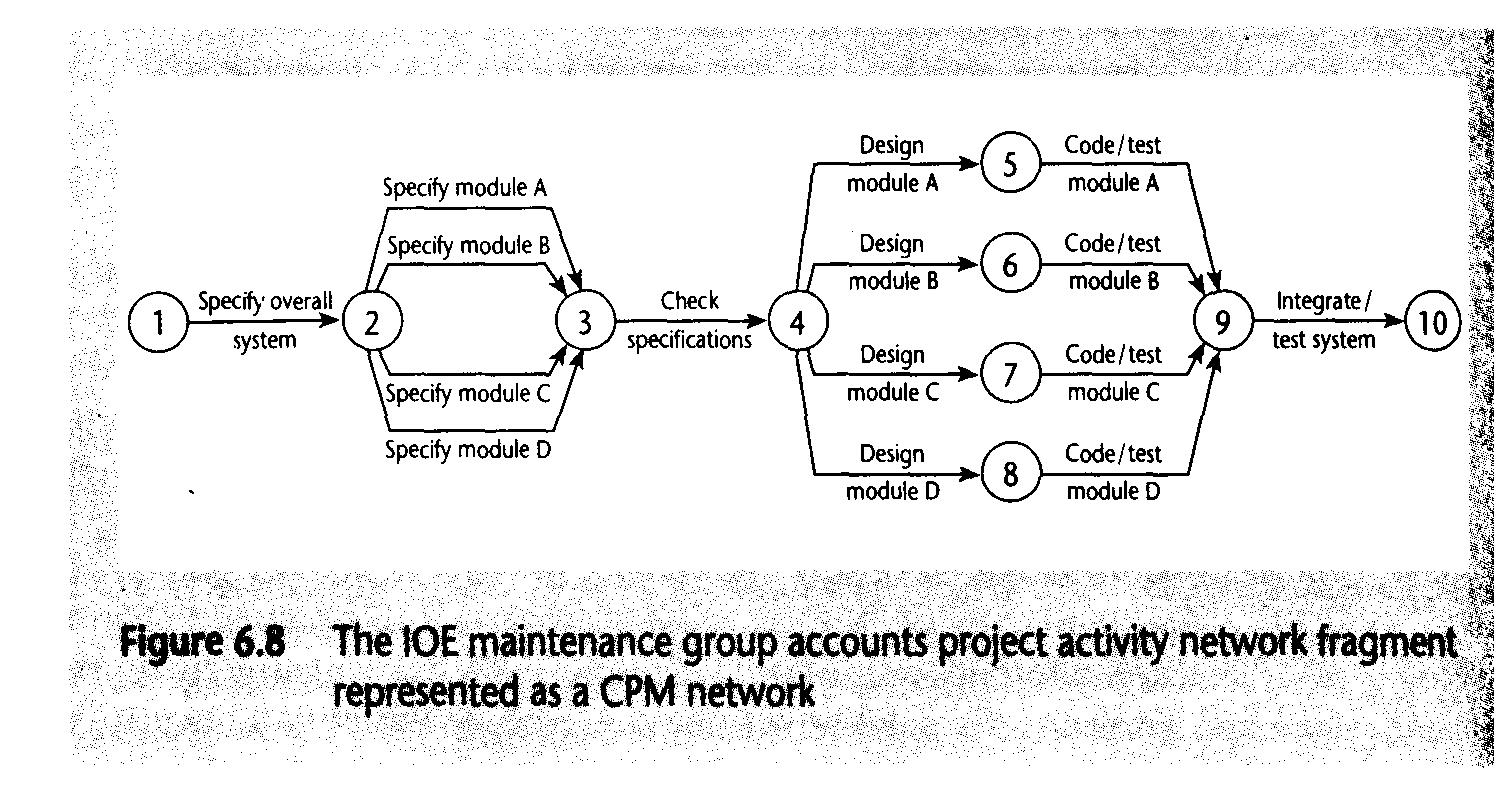 Specify module A
Specify module B
1
Specify overall
system
2
Specify module C
Specify module D
3
Check
specifications
4
Design
module A
5
Code/test
module A
Design
module B
6
Code/test
module B
Design
module C
7
Code/test
module C
Design
module D
8
Code/test
module D
9
Integrate/
test system
10
Figure 6.8 The IOE maintenance group accounts project activity network fragment
represented as a CPM network